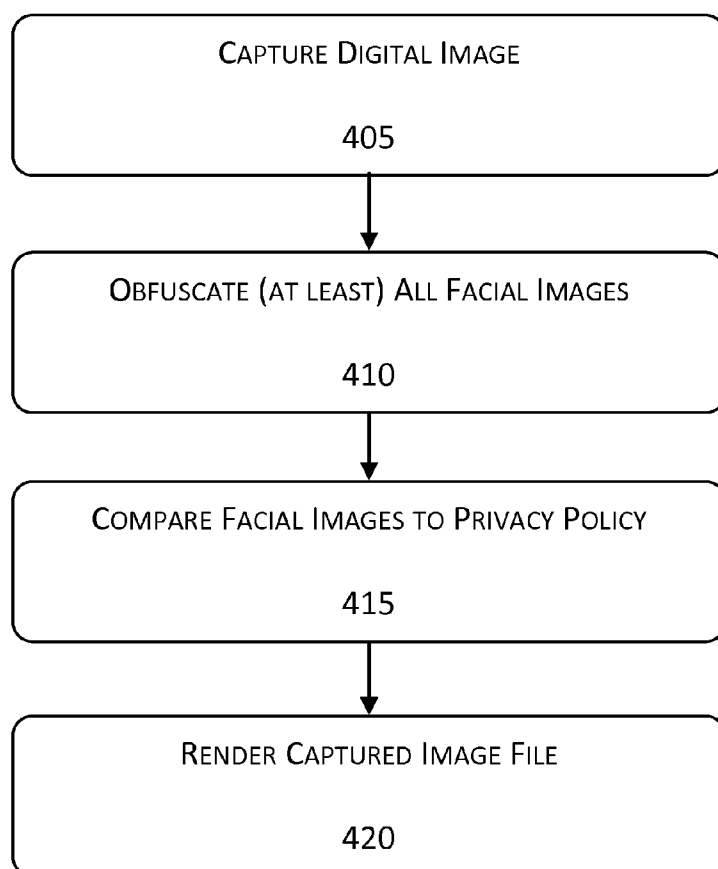 CAPTURE DIGITAL IMAGE
405
OBFUSCATE (AT LEAST) ALL FACIAL IMAGES
410
COMPARE FACIAL IMAGES TO PRIVACY POLICY
415
RENDER CAPTURED IMAGE FILE
420